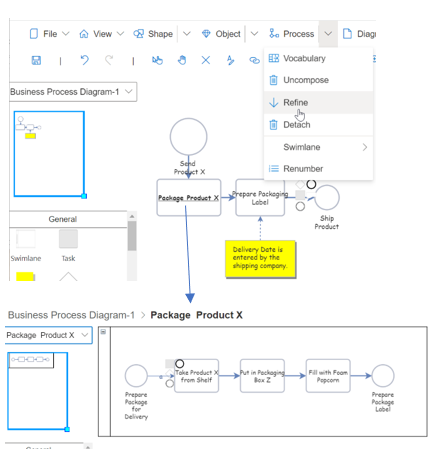 File View Shape Object Process Diag
Vocabulary
Uncompose
Business Process Diagram-1
Refine
Detach
Swimlane
Renumber
Send
Product X
Package Product X
Prepare Packaging
Label
Ship
Product
General
Swimlane Task
Delivery Date is
entered by the
shipping company.
Business Process Diagram-1 > Package Product X
Package Product X
Take Product X
from Shelf
Put in Packaging
Box Z
Fill with Foam
Popcorn
Prepare
Package
for
Delivery
Prepare
Package
Label
General